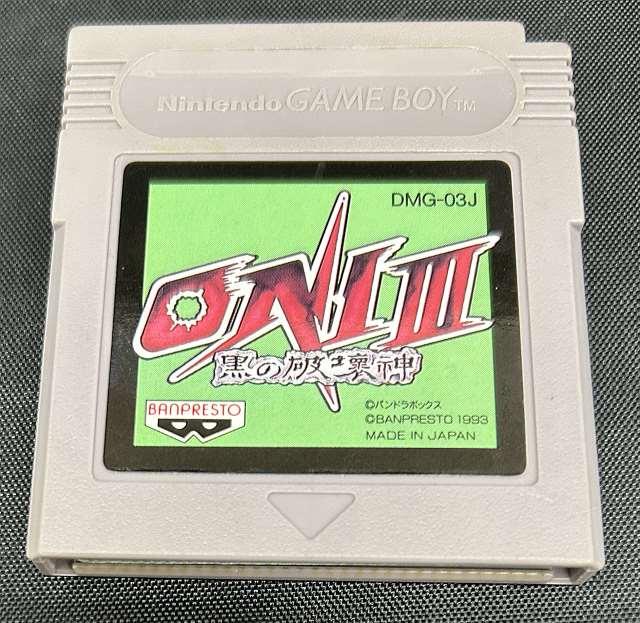 Nintendo GAME BOY TM
DMG-03J
ONI III
黒の破壊神
BANPRESTO
©パンドラボックス
©BANPRESTO 1993
MADE IN JAPAN